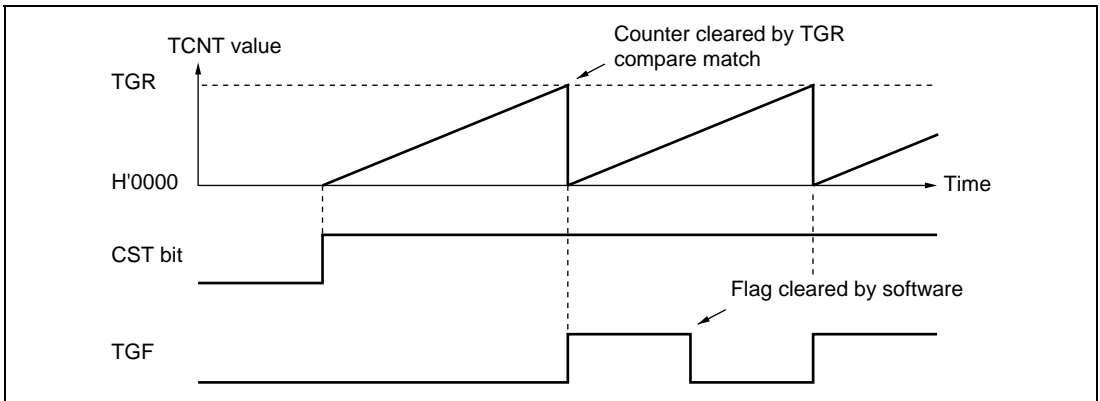 Counter cleared by TGR
compare match
TCNT value
TGR
H'0000
Time
CST bit
Flag cleared by software
TGF